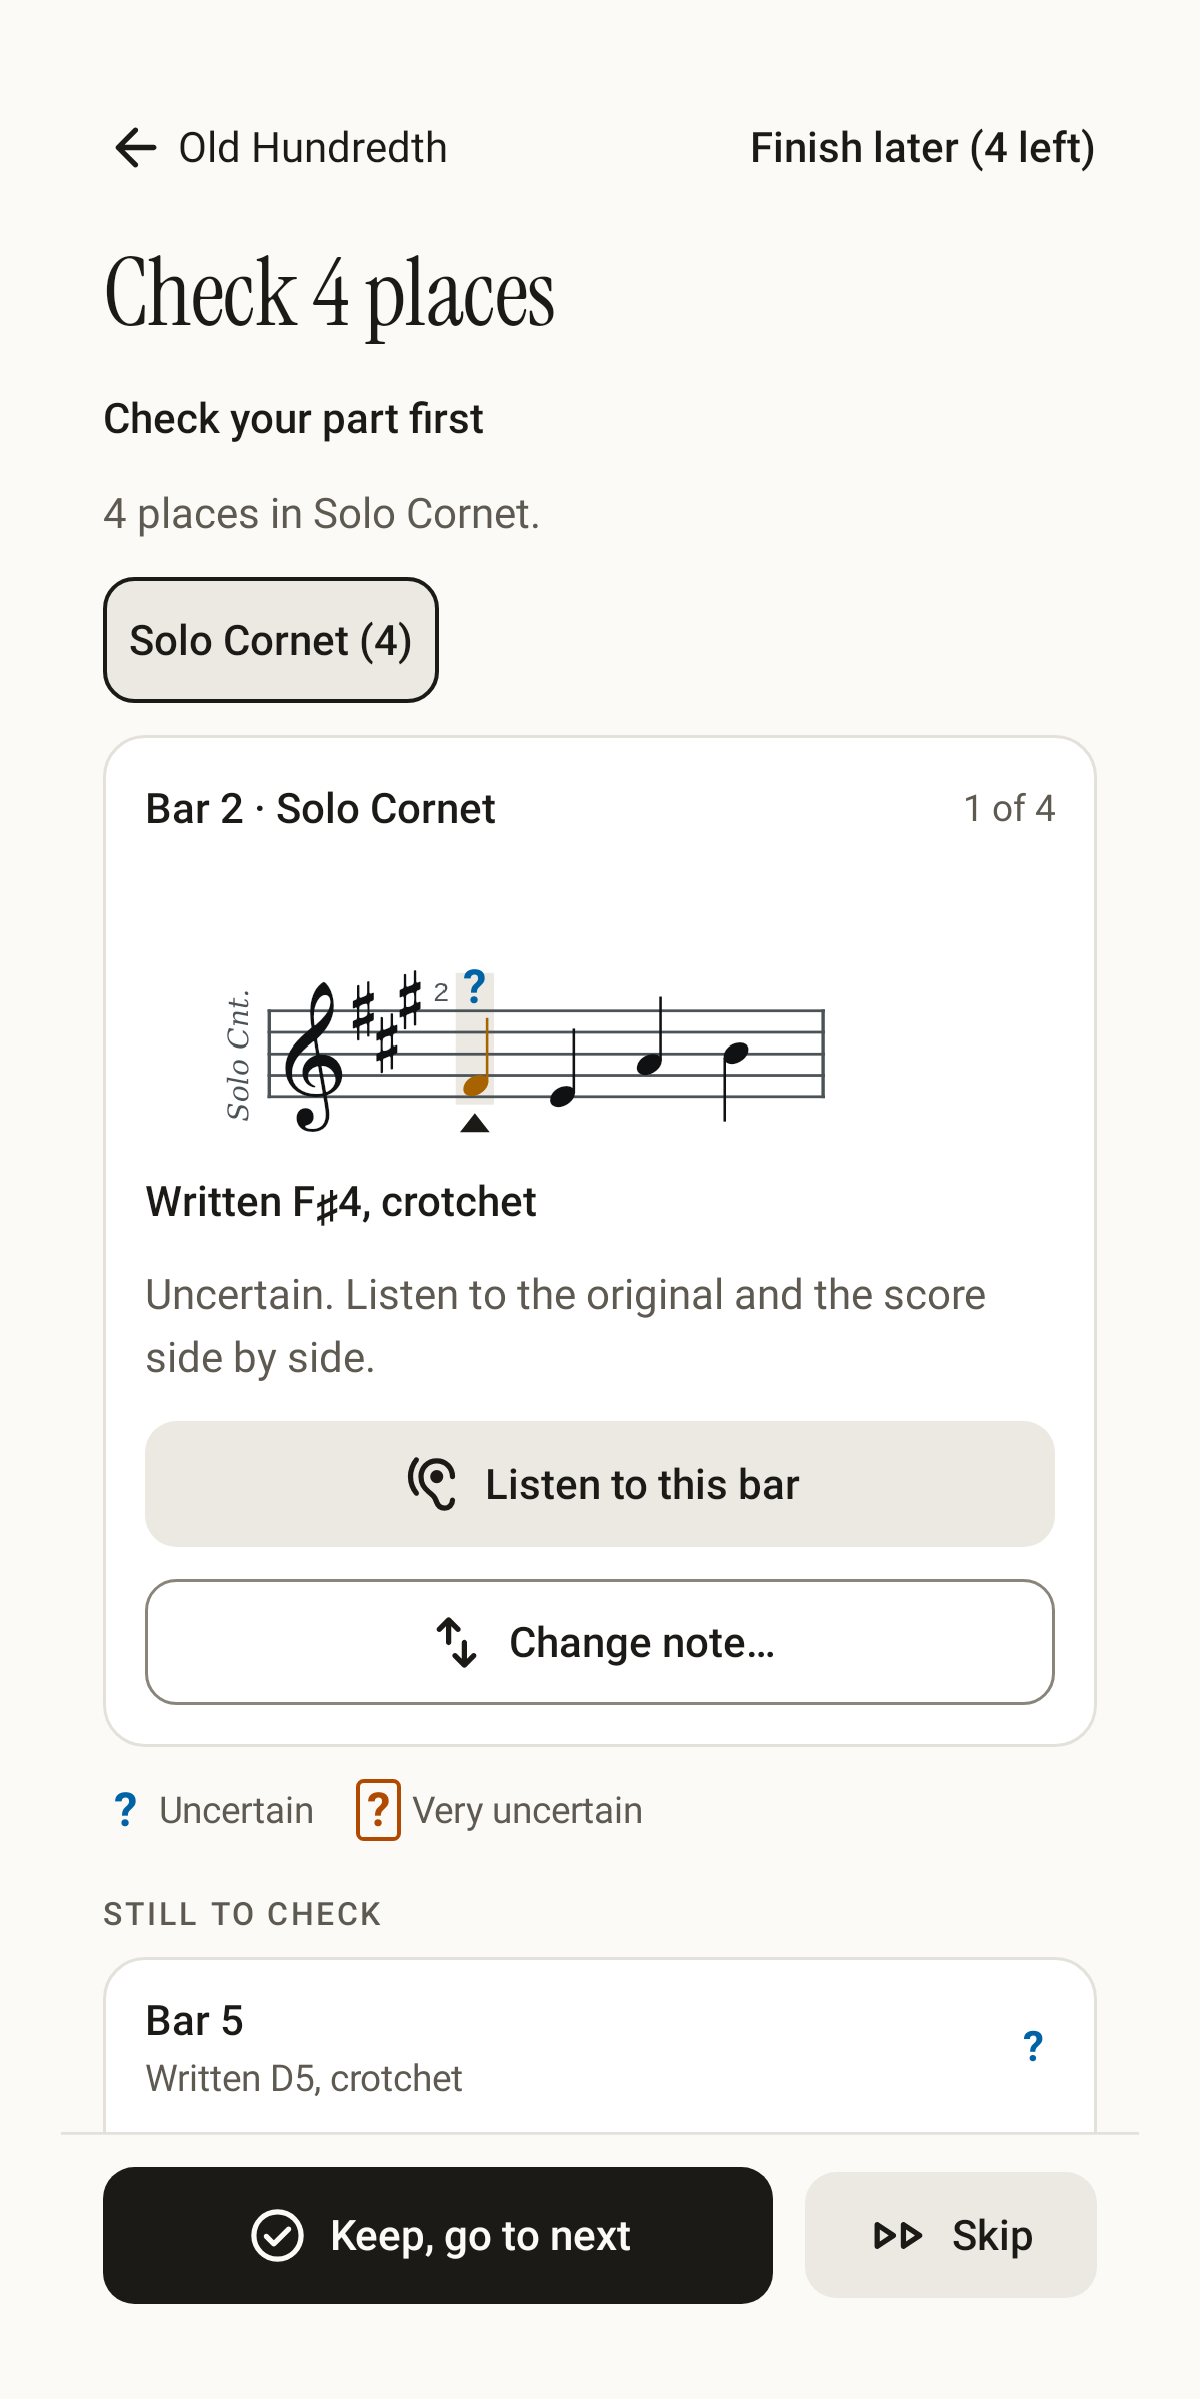 Old Hundredth
Finish later (4 left)
Check 4 places
Check your part first
4 places in Solo Cornet.
Solo Cornet (4)
Bar 2 · Solo Cornet
1 of 4
Solo Cnt.
2 ?
Written F♯4, crotchet
Uncertain. Listen to the original and the score
side by side.
Listen to this bar
Change note...
? Uncertain
? Very uncertain
STILL TO CHECK
Bar 5
?
Written D5, crotchet
Keep, go to next
Skip